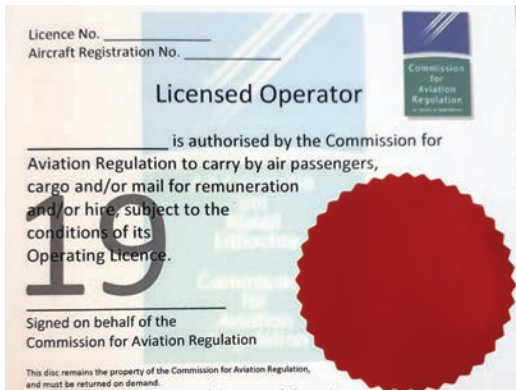 Licence No. ____________
Aircraft Registration No. ____________
Commission
for
Aviation
Regulation
Licensed Operator
____________ is authorised by the Commission for
Aviation Regulation to carry by air passengers,
cargo and/or mail for remuneration
and/or hire, subject to the
conditions of its
Operating Licence.
19
Signed on behalf of the
Commission for Aviation Regulation
This disc remains the property of the Commission for Aviation Regulation,
and must be returned on demand.